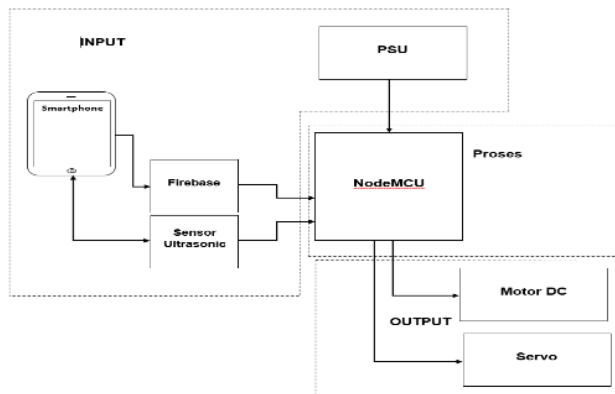 INPUT
PSU
Smartphone
Proses
NodeMCU
Firebase
Sensor
Ultrasonic
Motor DC
OUTPUT
Servo